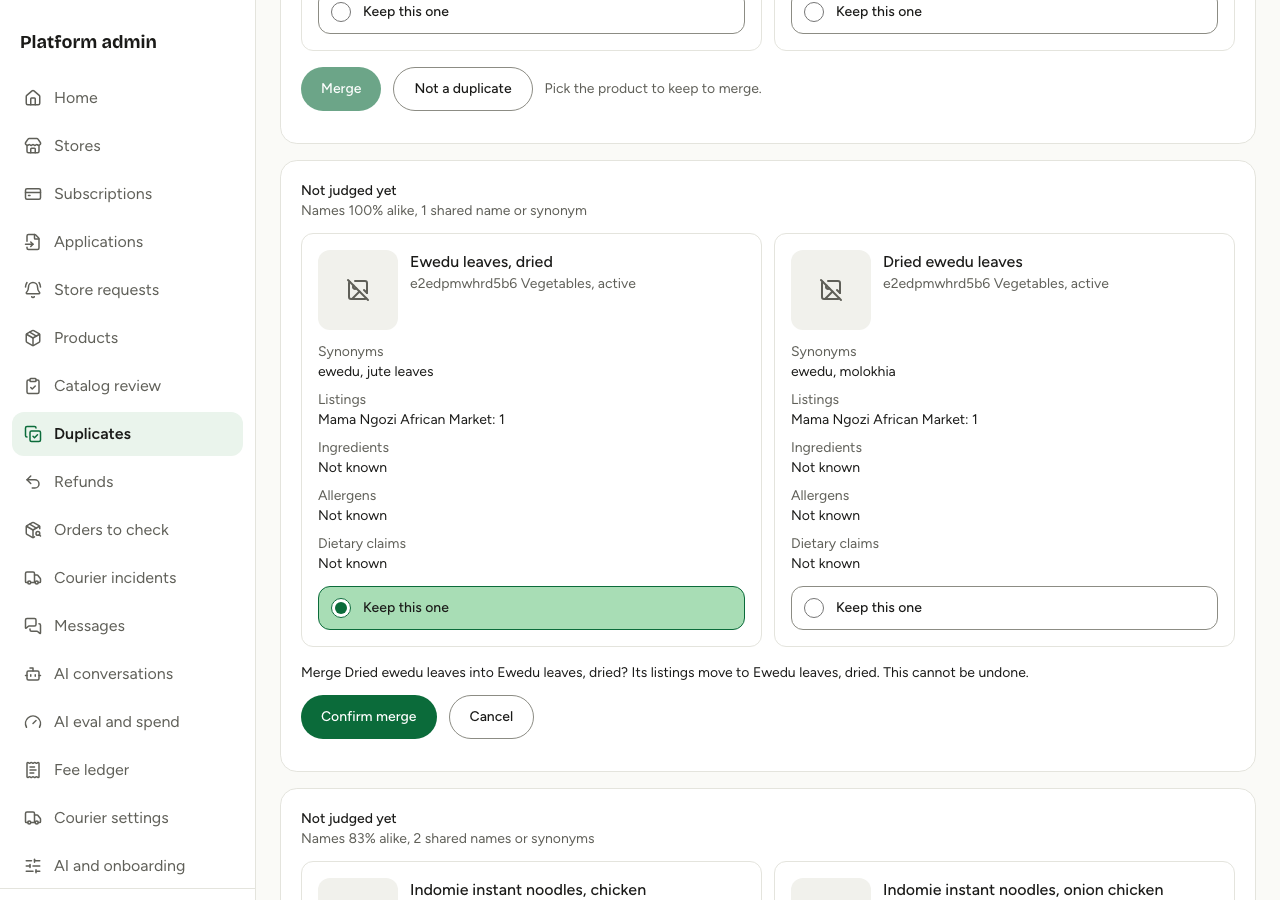 Platform admin
Home
Stores
Subscriptions
Applications
Store requests
Products
Catalog review
Duplicates
Refunds
Orders to check
Courier incidents
Messages
AI conversations
AI eval and spend
Fee ledger
Courier settings
AI and onboarding
Keep this one
Keep this one
Merge
Not a duplicate
Pick the product to keep to merge.
Not judged yet
Names 100% alike, 1 shared name or synonym
Ewedu leaves, dried
e2edpmwhrd5b6 Vegetables, active
Synonyms
ewedu, jute leaves
Listings
Mama Ngozi African Market: 1
Ingredients
Not known
Allergens
Not known
Dietary claims
Not known
Keep this one
Dried ewedu leaves
e2edpmwhrd5b6 Vegetables, active
Synonyms
ewedu, molokhia
Listings
Mama Ngozi African Market: 1
Ingredients
Not known
Allergens
Not known
Dietary claims
Not known
Keep this one
Merge Dried ewedu leaves into Ewedu leaves, dried? Its listings move to Ewedu leaves, dried. This cannot be undone.
Confirm merge
Cancel
Not judged yet
Names 83% alike, 2 shared names or synonyms
Indomie instant noodles, chicken
Indomie instant noodles, onion chicken